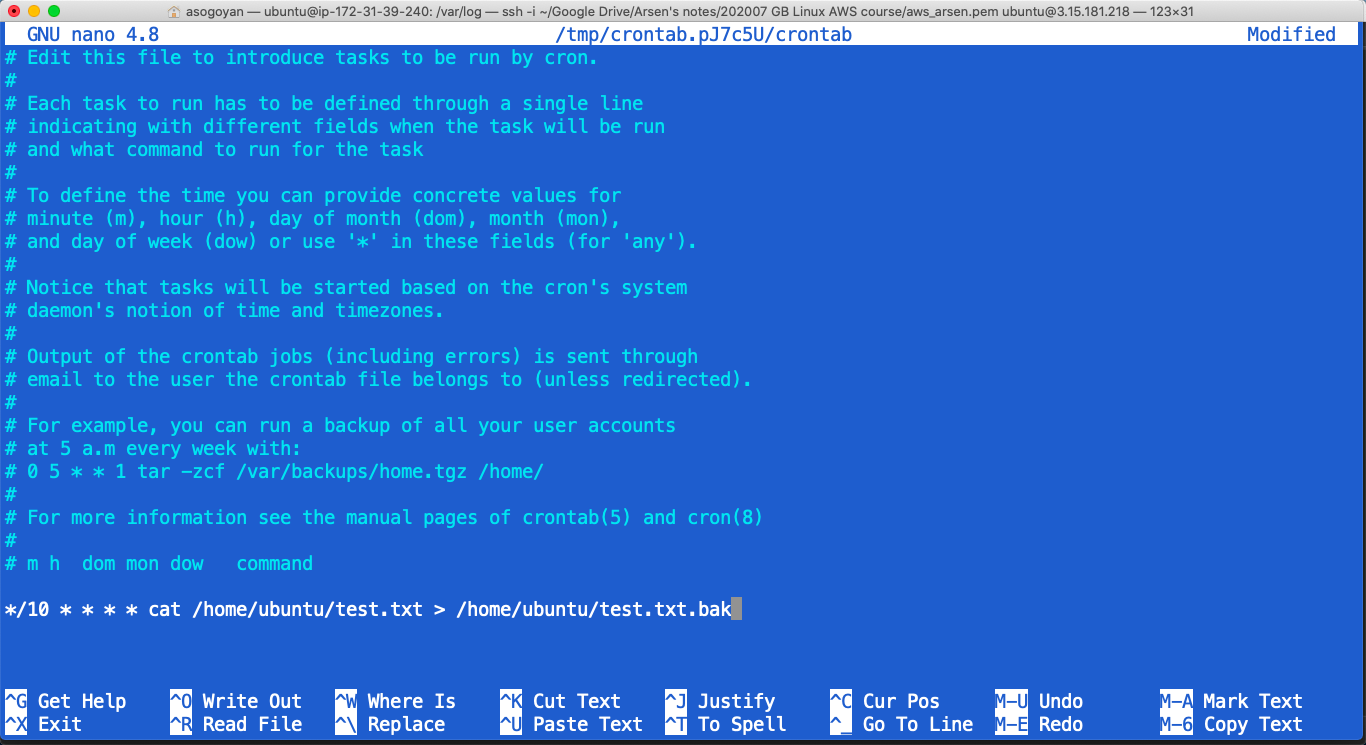 asogoyan — ubuntu@ip-172-31-39-240: /var/log — ssh -i ~/Google Drive/Arsen's notes/202007 GB Linux AWS course/aws_arsen.pem ubuntu@3.15.181.218 — 123×31
GNU nano 4.8 /tmp/crontab.pJ7c5U/crontab Modified
# Edit this file to introduce tasks to be run by cron.
#
# Each task to run has to be defined through a single line
# indicating with different fields when the task will be run
# and what command to run for the task
#
# To define the time you can provide concrete values for
# minute (m), hour (h), day of month (dom), month (mon),
# and day of week (dow) or use '*' in these fields (for 'any').
#
# Notice that tasks will be started based on the cron's system
# daemon's notion of time and timezones.
#
# Output of the crontab jobs (including errors) is sent through
# email to the user the crontab file belongs to (unless redirected).
#
# For example, you can run a backup of all your user accounts
# at 5 a.m every week with:
# 0 5 * * 1 tar -zcf /var/backups/home.tgz /home/
#
# For more information see the manual pages of crontab(5) and cron(8)
#
# m h  dom mon dow   command
*/10 * * * * cat /home/ubuntu/test.txt > /home/ubuntu/test.txt.bak
^G Get Help ^O Write Out ^W Where Is ^K Cut Text ^J Justify ^C Cur Pos M-U Undo M-A Mark Text
^X Exit ^R Read File ^\ Replace ^U Paste Text ^T To Spell ^_ Go To Line M-E Redo M-6 Copy Text